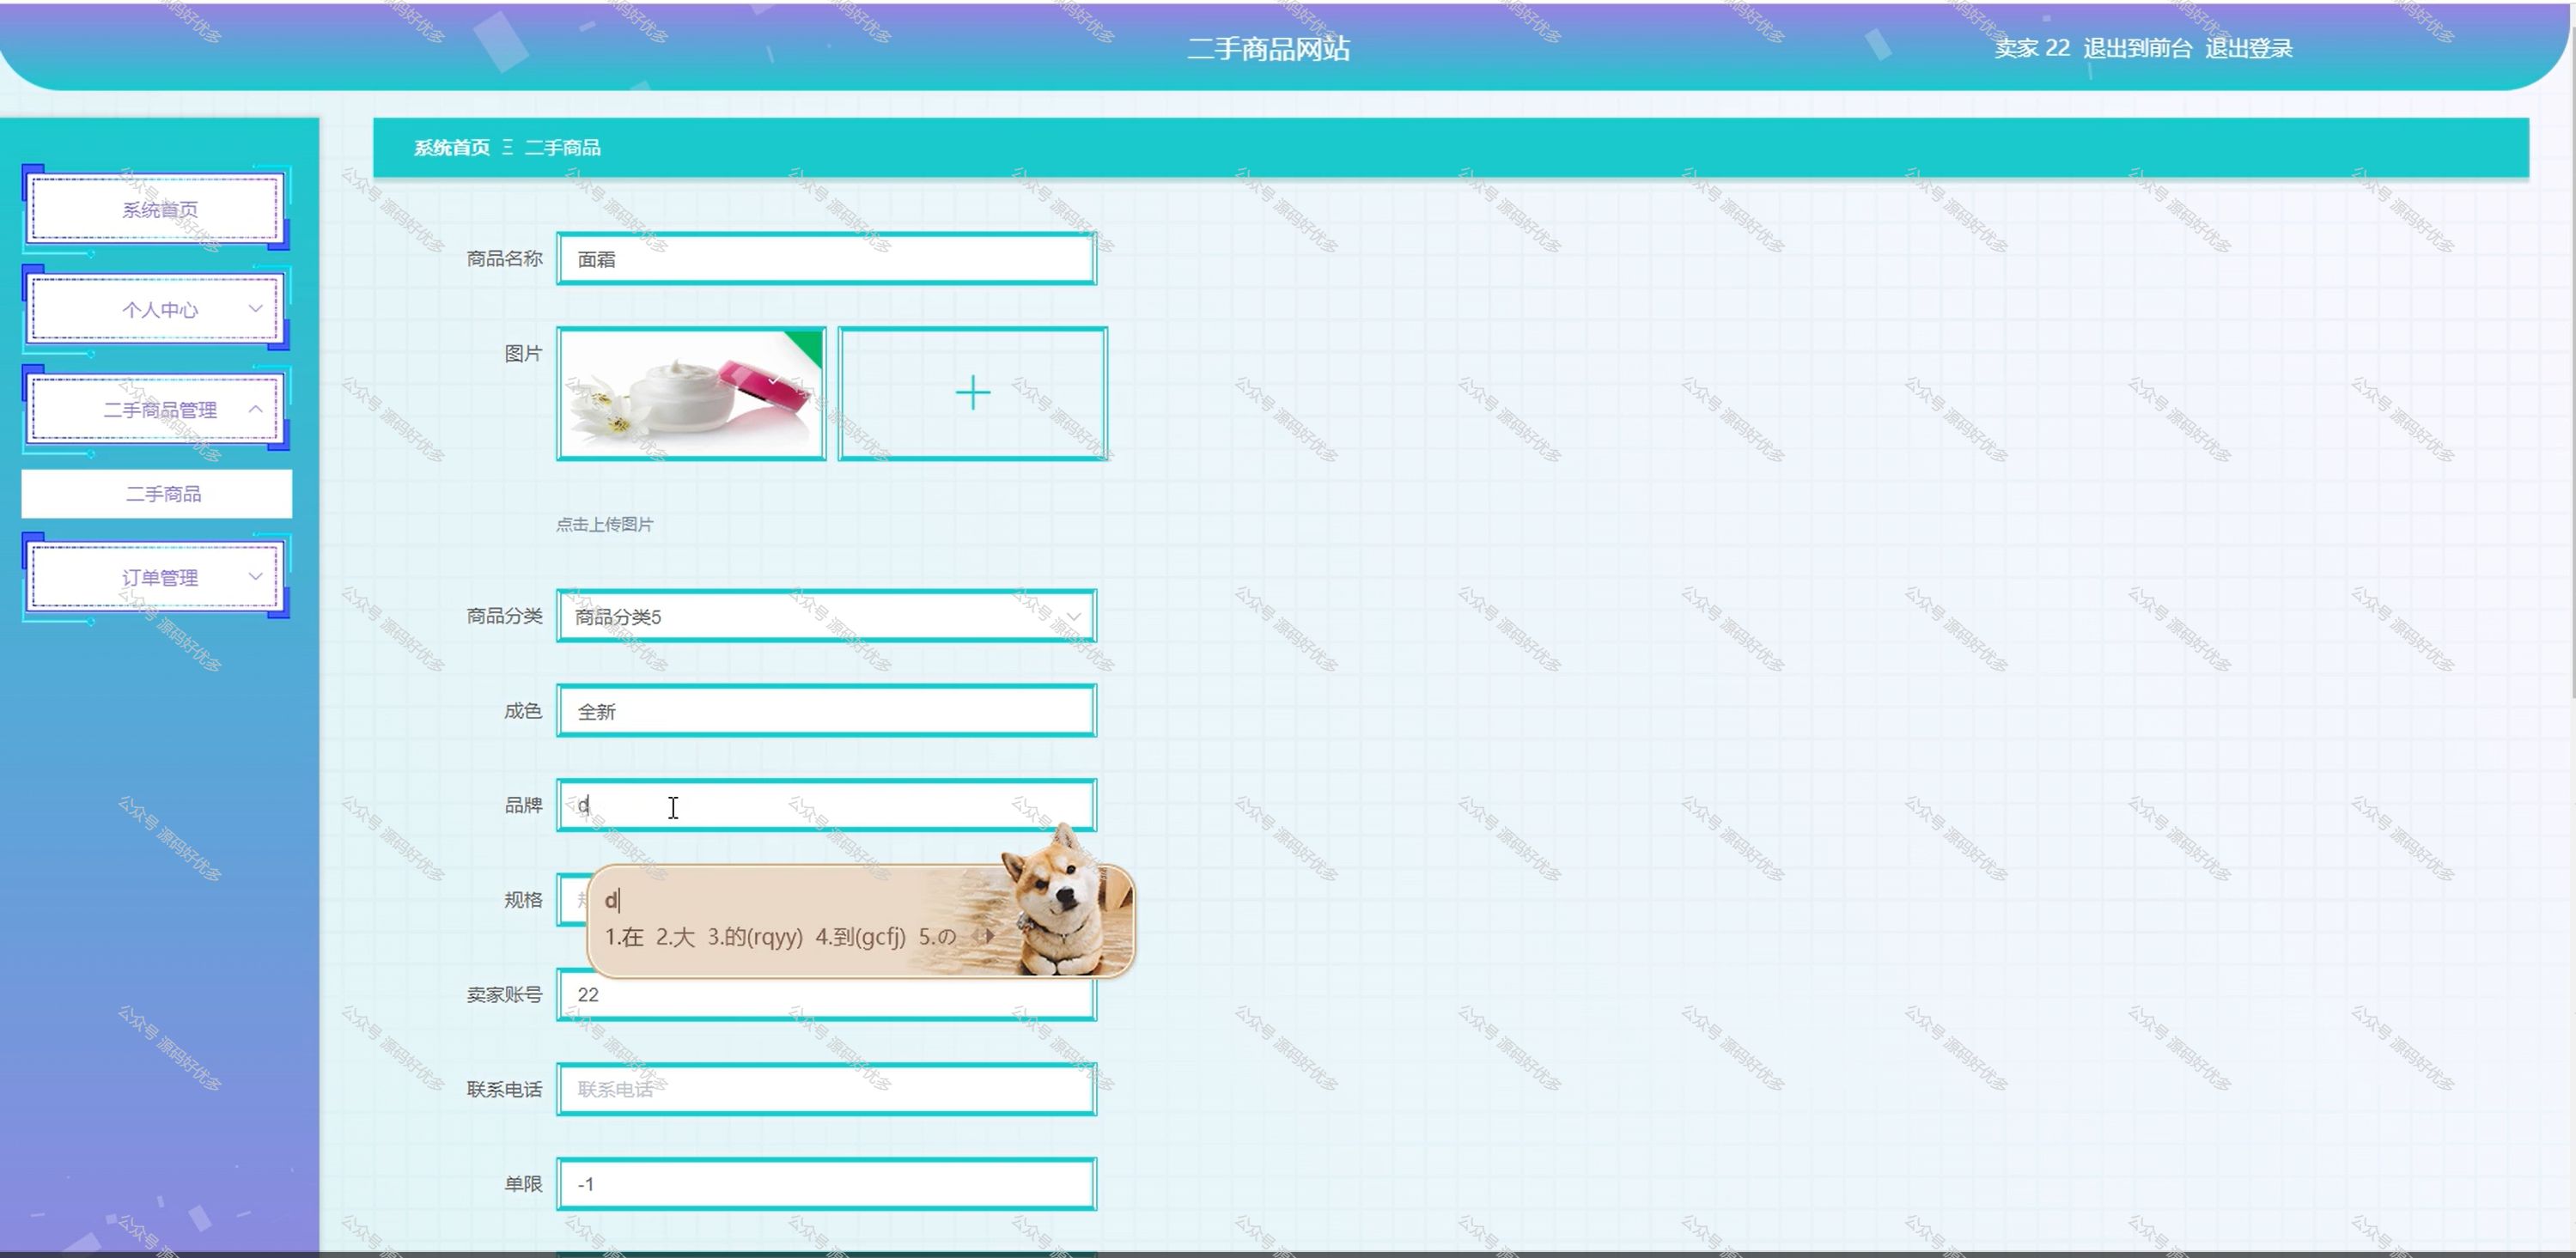 二手商品网站
卖家 22 退出到前台 退出登录
系统首页 Ξ 二手商品
系统首页
个人中心
二手商品管理
二手商品
订单管理
商品名称 面霜
图片
点击上传图片
商品分类 商品分类5
成色 全新
品牌 d
规格
d
1.在 2.大 3.的(rqyy) 4.到(gcfj) 5.の
卖家账号 22
联系电话 联系电话
单限 -1
公众号 源码好优多